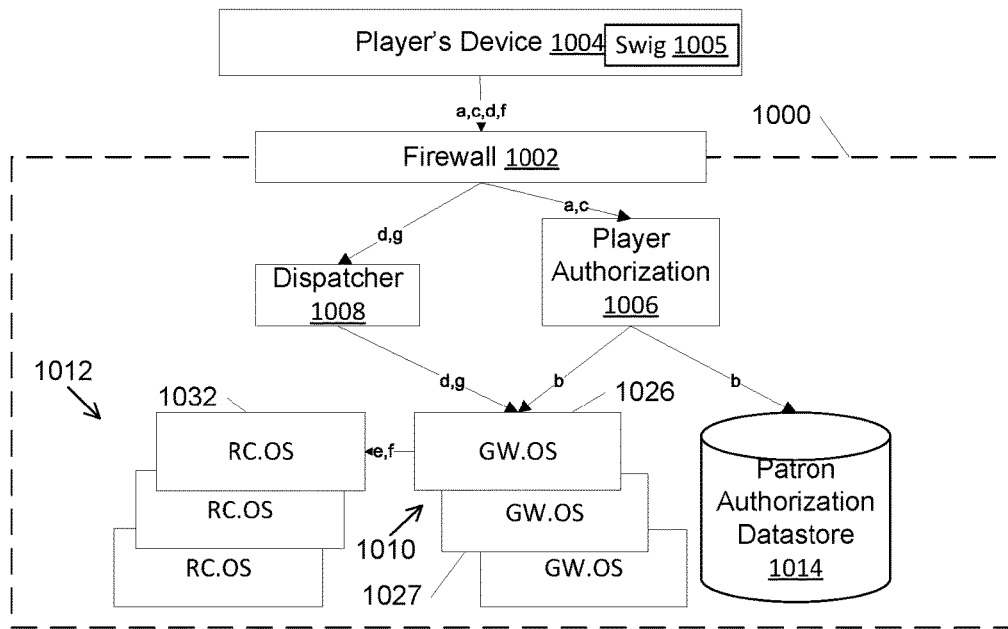 Player's Device 1004
Swig 1005
a,c,d,f
1000
Firewall 1002
a,c
d,g
Player
Authorization
1006
Dispatcher
1008
1012
d,g
b
b
1032
1026
RC.OS
e,f
GW.OS
Patron
Authorization
Datastore
1014
RC.OS
GW.OS
1010
RC.OS
GW.OS
1027